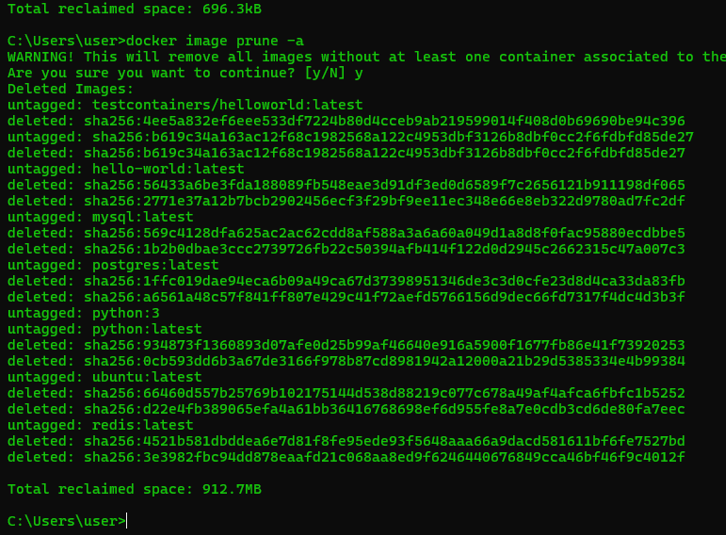 Total reclaimed space: 696.3kB
C:\Users\user>docker image prune -a
WARNING! This will remove all images without at least one container associated to the
Are you sure you want to continue? [y/N] y
Deleted Images:
untagged: testcontainers/helloworld:latest
deleted: sha256:4ee5a832ef6eee533df7224b80d4cceb9ab219599014f408d0b69690be94c396
untagged: sha256:b619c34a163ac12f68c1982568a122c4953dbf3126b8dbf0cc2f6fdbfd85de27
deleted: sha256:b619c34a163ac12f68c1982568a122c4953dbf3126b8dbf0cc2f6fdbfd85de27
untagged: hello-world:latest
deleted: sha256:56433a6be3fda188089fb548eae3d91df3ed0d6589f7c2656121b911198df065
deleted: sha256:2771e37a12b7bcb2902456ecf3f29bf9ee11ec348e66e8eb322d9780ad7fc2df
untagged: mysql:latest
deleted: sha256:569c4128dfa625ac2ac62cdd8af588a3a6a60a049d1a8d8f0fac95880ecdbbe5
deleted: sha256:1b2b0dbae3ccc2739726fb22c50394afb414f122d0d2945c2662315c47a007c3
untagged: postgres:latest
deleted: sha256:1ffc019dae94eca6b09a49ca67d37398951346de3c3d0cfe23d8d4ca33da83fb
deleted: sha256:a6561a48c57f841ff807e429c41f72aefd5766156d9dec66fd7317f4dc4d3b3f
untagged: python:3
untagged: python:latest
deleted: sha256:934873f1360893d07afe0d25b99af46640e916a5900f1677fb86e41f73920253
deleted: sha256:0cb593dd6b3a67de3166f978b87cd8981942a12000a21b29d5385334e4b99384
untagged: ubuntu:latest
deleted: sha256:66460d557b25769b102175144d538d88219c077c678a49af4afca6fbfc1b5252
deleted: sha256:d22e4fb389065efa4a61bb36416768698ef6d955fe8a7e0cdb3cd6de80fa7eec
untagged: redis:latest
deleted: sha256:4521b581dbddea6e7d81f8fe95ede93f5648aaa66a9dacd581611bf6fe7527bd
deleted: sha256:3e3982fbc94dd878eaafd21c068aa8ed9f6246440676849cca46bf46f9c4012f
Total reclaimed space: 912.7MB
C:\Users\user>